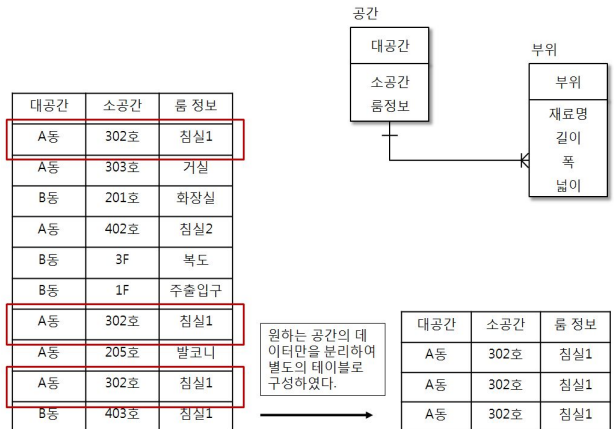 공간
대공간
소공간
룸정보
부위
부위
재료명
길이
폭
넓이
대공간 소공간 룸 정보
A동 302호 침실1
A동 303호 거실
B동 201호 화장실
A동 402호 침실2
B동 3F 복도
B동 1F 주출입구
A동 302호 침실1
A동 205호 발코니
A동 302호 침실1
B동 403호 침실1
원하는 공간의 데
이터만을 분리하여
별도의 테이블로
구성하였다.
대공간 소공간 룸 정보
A동 302호 침실1
A동 302호 침실1
A동 302호 침실1